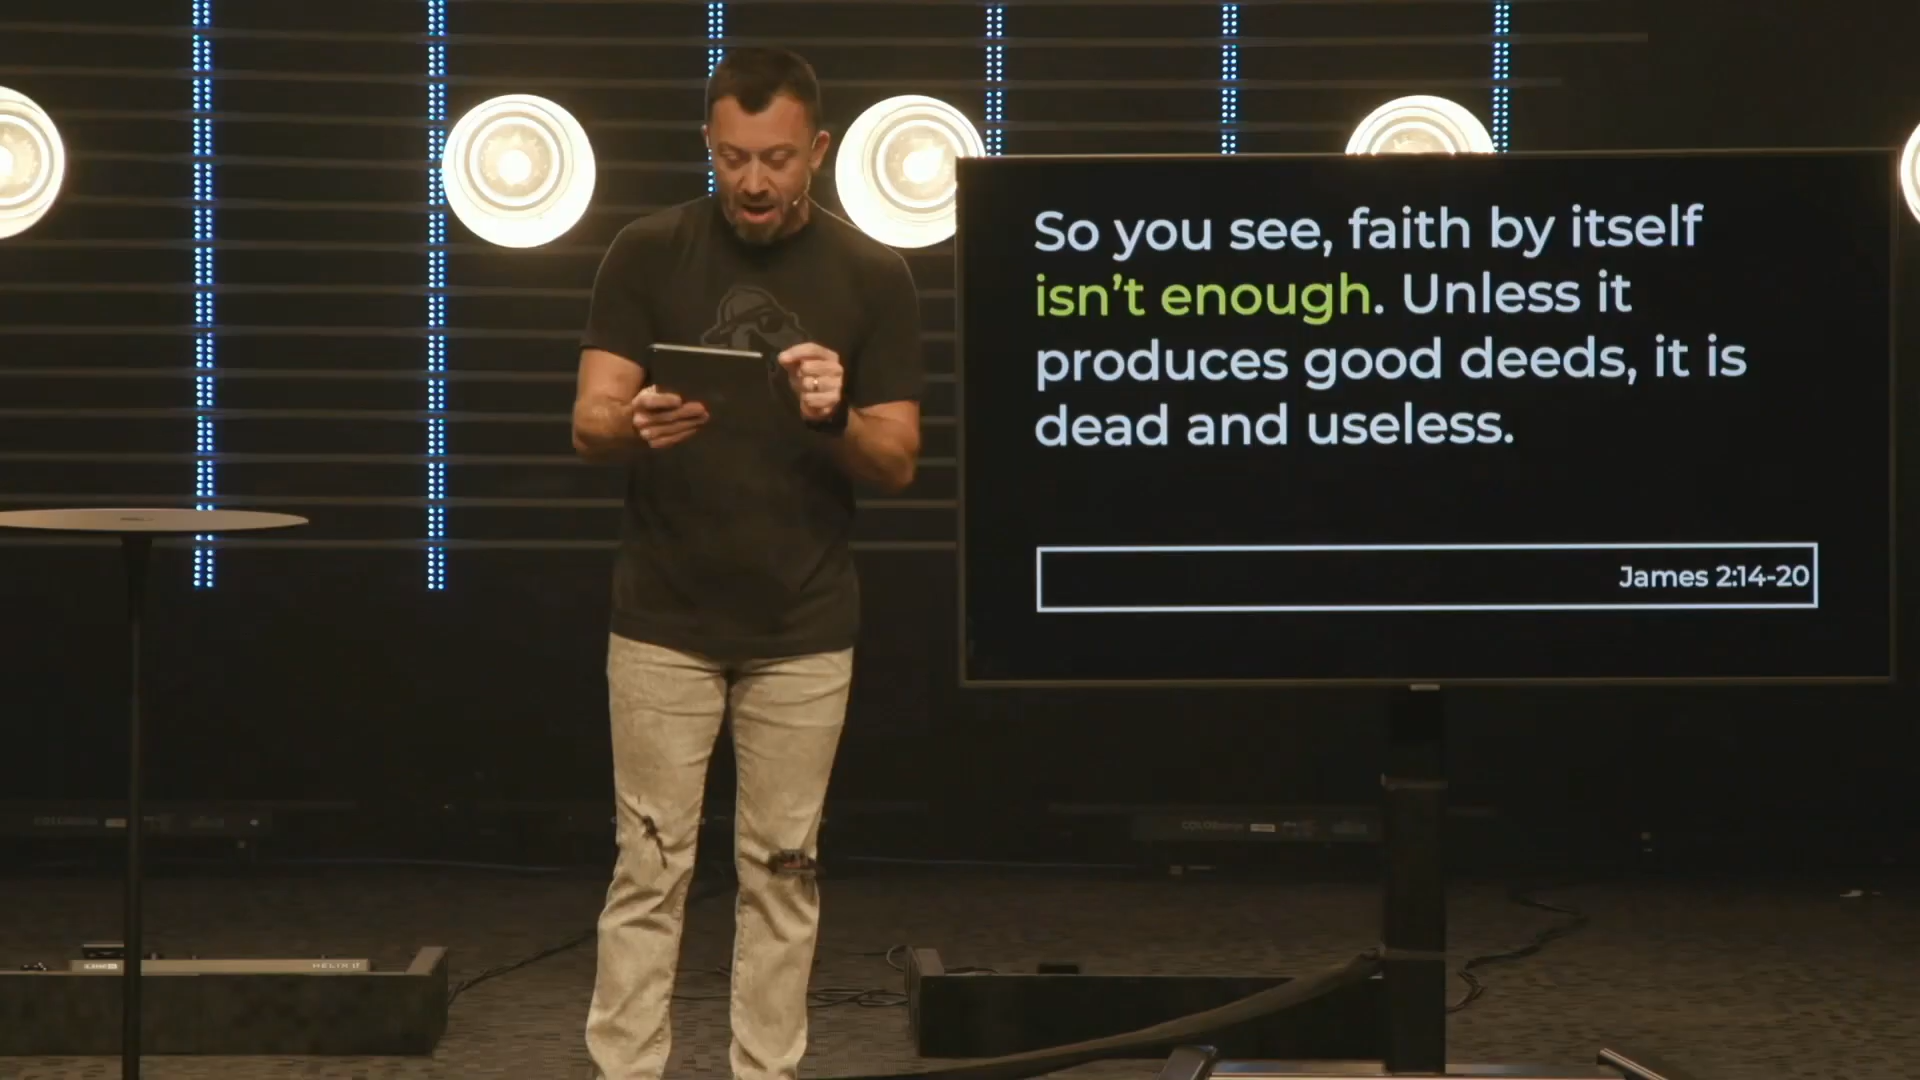 So you see, faith by itself
isn't enough. Unless it
produces good deeds, it is
dead and useless.
James 2:14-20